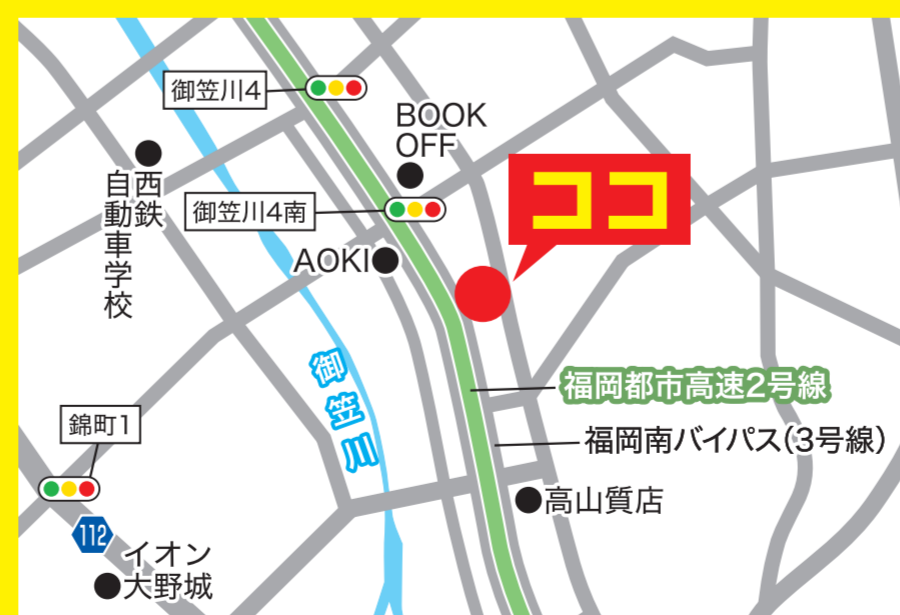 御笠川4
BOOK
OFF
西鉄
自動車学校
御笠川4南
ココ
AOKI
御笠川
福岡都市高速2号線
錦町1
福岡南バイパス(3号線)
高山質店
112
イオン
大野城